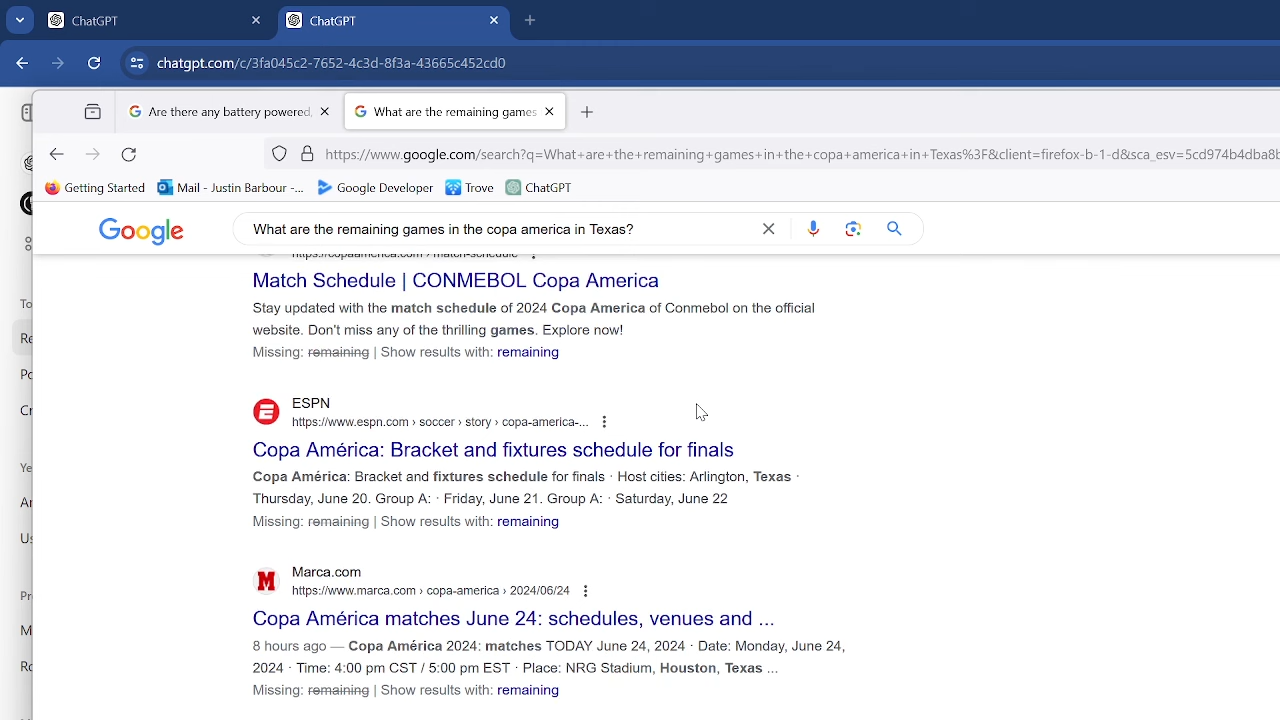 ChatGPT
ChatGPT
chatgpt.com/c/3fa045c2-7652-4c3d-8f3a-43665c452cd0
Are there any battery powered,
What are the remaining games
https://www.google.com/search?q=What+are+the+remaining+games+in+the+copa+america+in+Texas%3F&client=firefox-b-1-d&sca_esv=5cd974b4dba8b
Getting Started
Mail - Justin Barbour -...
Google Developer
Trove
ChatGPT
Google
What are the remaining games in the copa america in Texas?
https://copaamerica.com › match-schedule
Match Schedule | CONMEBOL Copa America
Stay updated with the match schedule of 2024 Copa America of Conmebol on the official
website. Don't miss any of the thrilling games. Explore now!
Missing: remaining | Show results with: remaining
ESPN
https://www.espn.com › soccer › story › copa-america-...
Copa América: Bracket and fixtures schedule for finals
Copa América: Bracket and fixtures schedule for finals · Host cities: Arlington, Texas ·
Thursday, June 20. Group A: · Friday, June 21. Group A: · Saturday, June 22
Missing: remaining | Show results with: remaining
Marca.com
https://www.marca.com › copa-america › 2024/06/24
Copa América matches June 24: schedules, venues and ...
8 hours ago — Copa América 2024: matches TODAY June 24, 2024 · Date: Monday, June 24,
2024 · Time: 4:00 pm CST / 5:00 pm EST · Place: NRG Stadium, Houston, Texas ...
Missing: remaining | Show results with: remaining